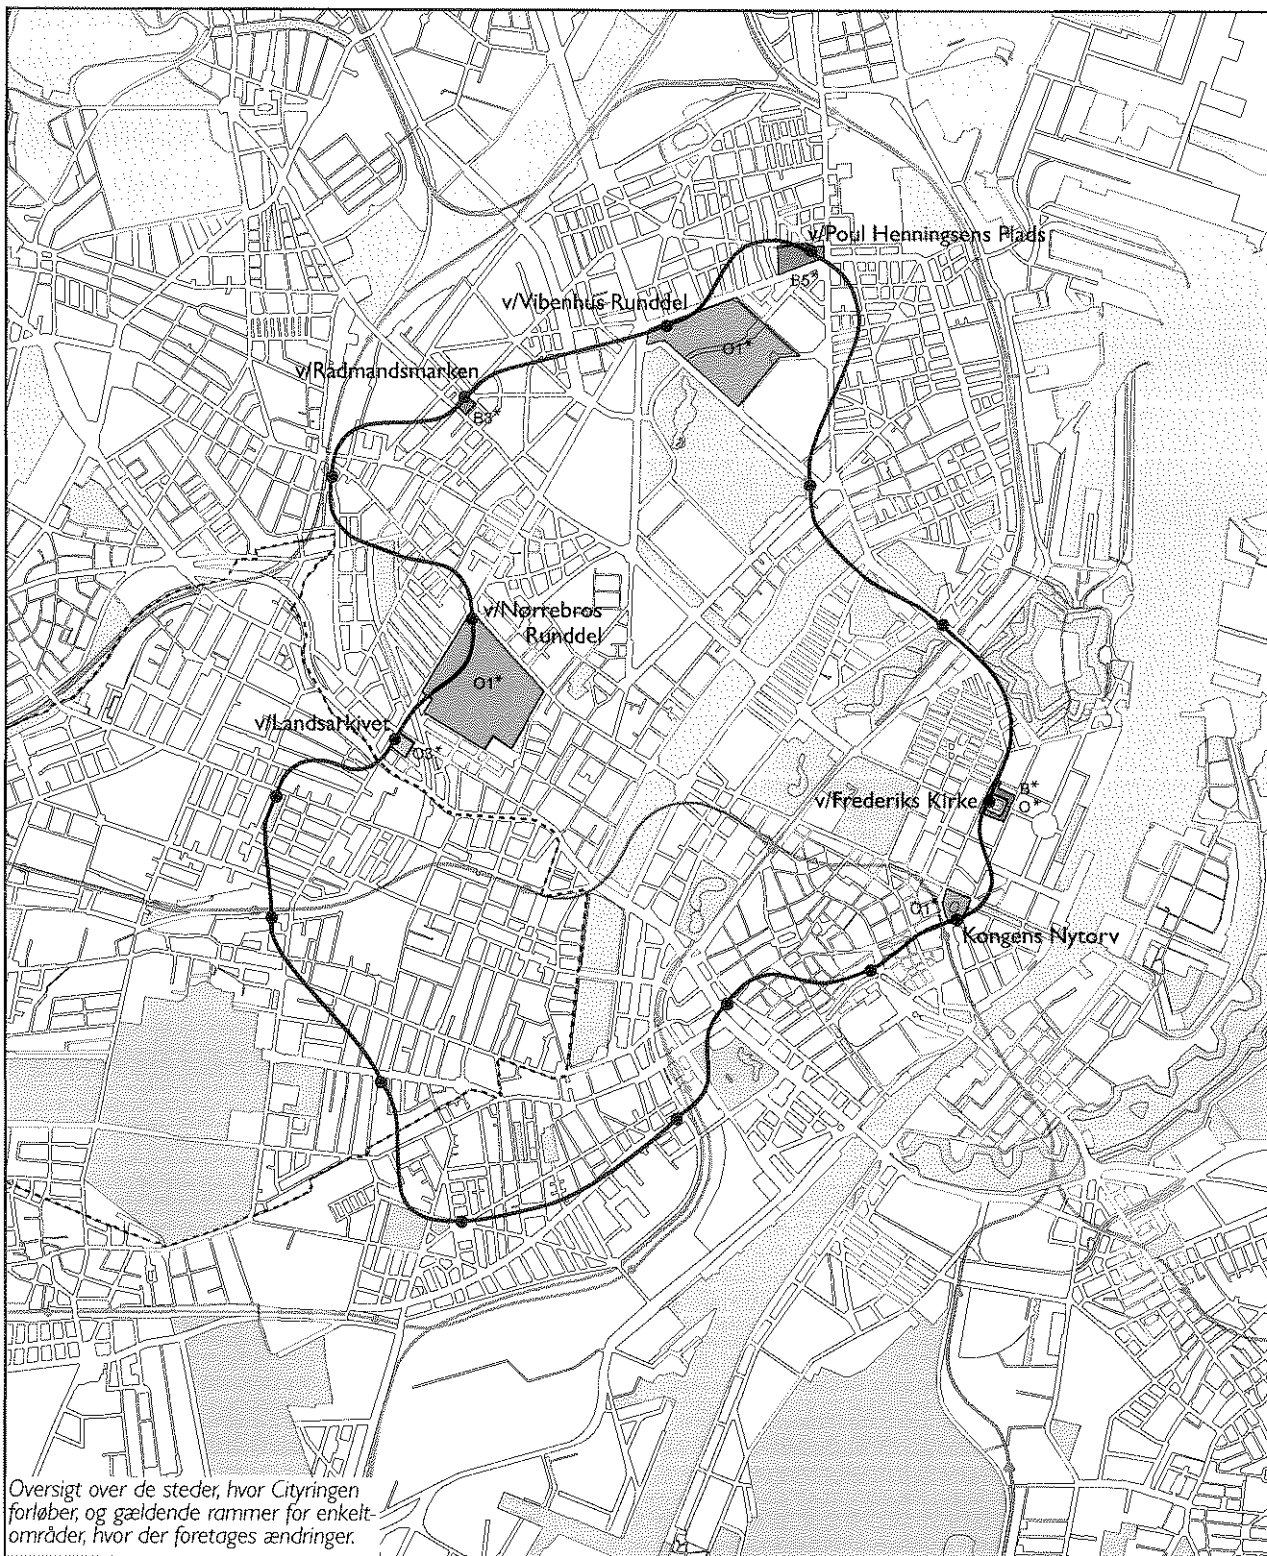 v/Poul Henningsens Plads
B5*
v/Vibenhus Runddel
O1*
v/Rådmandsmarken
B3*
v/Nørrebros
Runddel
O1*
v/Landsarkivet
O3*
B*
v/Frederiks Kirke
O*
O1*
Kongens Nytorv
Oversigt over de steder, hvor Cityringen
forløber, og gældende rammer for enkelt-
områder, hvor der foretages ændringer.